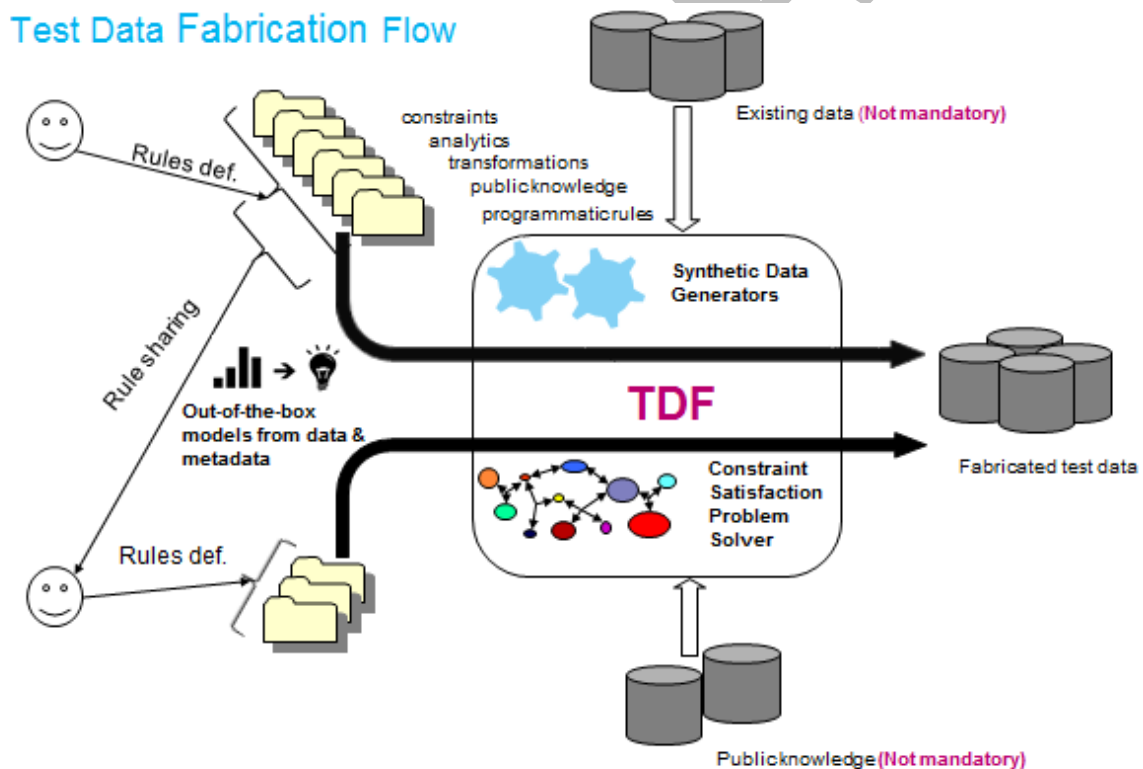 Test Data Fabrication Flow
constraints
analytics
transformations
publicknowledge
programmaticrules
Existing data (Not mandatory)
Rules def.
Rule sharing
Synthetic Data
Generators
Out-of-the-box
models from data &
metadata
TDF
Fabricated test data
Constraint
Satisfaction
Problem
Solver
Rules def.
Publicknowledge(Not mandatory)